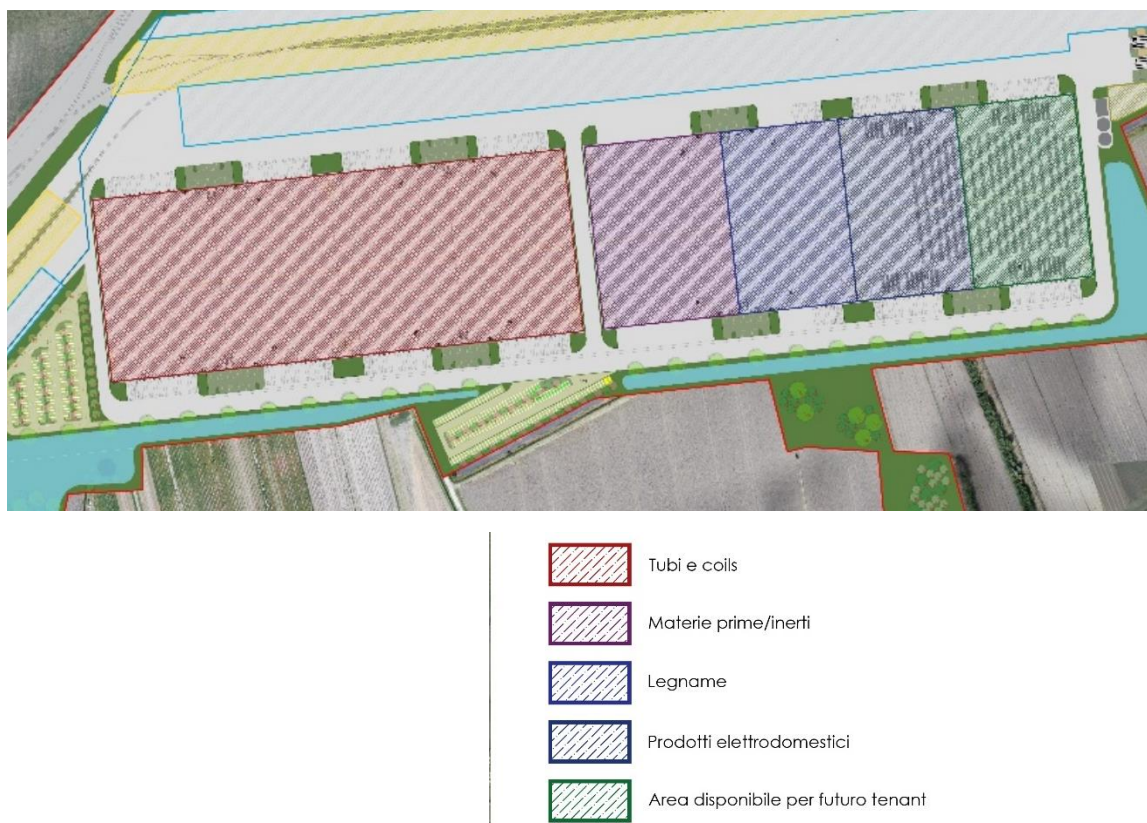 Tubi e coils
Materie prime/inerti
Legname
Prodotti elettrodomestici
Area disponibile per futuro tenant